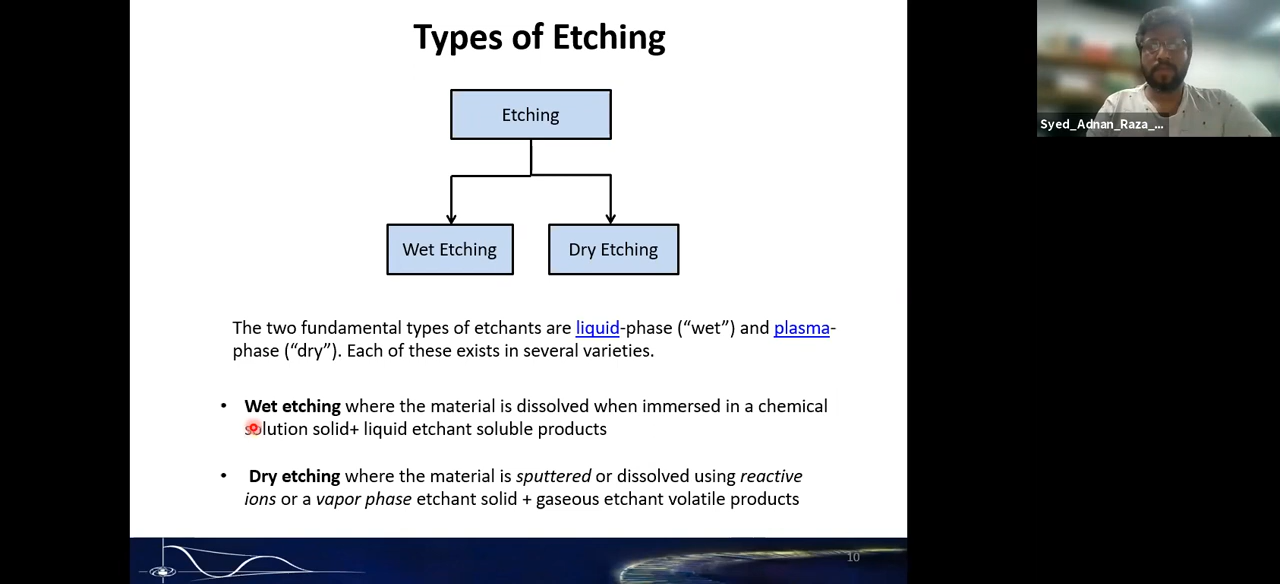 Types of Etching
Syed_Adnan_Raza_...
Etching
Wet Etching
Dry Etching
The two fundamental types of etchants are liquid-phase (“wet”) and plasma-
phase (“dry”). Each of these exists in several varieties.
• Wet etching where the material is dissolved when immersed in a chemical
solution solid+ liquid etchant soluble products
• Dry etching where the material is sputtered or dissolved using reactive
ions or a vapor phase etchant solid + gaseous etchant volatile products
10